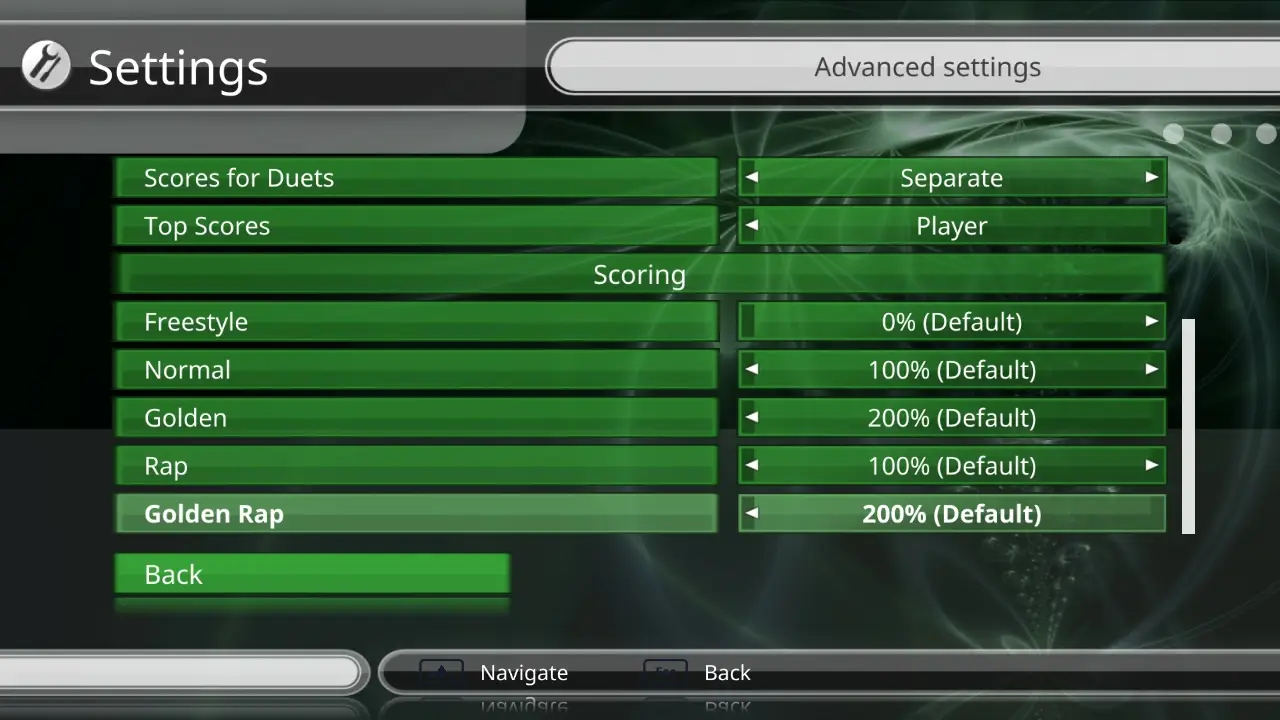 Settings
Advanced settings
Scores for Duets ◄ Separate ►
Top Scores ◄ Player
Scoring
Freestyle 0% (Default) ►
Normal ◄ 100% (Default) ►
Golden ◄ 200% (Default)
Rap ◄ 100% (Default) ►
Golden Rap ◄ 200% (Default)
Back
Navigate Esc Back